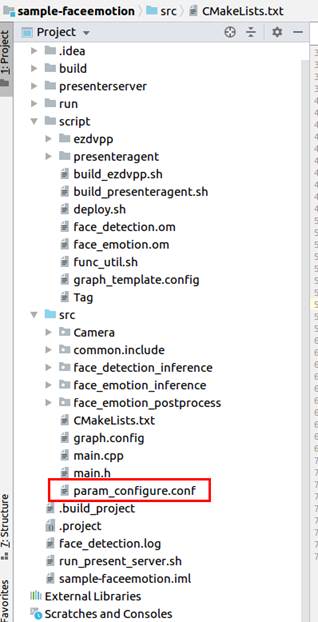 sample-faceemotion src CMakeLists.txt
1: Project
Project
.idea
build
presenterserver
run
script
ezdvpp
presenteragent
build_ezdvpp.sh
build_presenteragent.sh
deploy.sh
face_detection.om
face_emotion.om
func_util.sh
graph_template.config
Tag
src
Camera
common.include
face_detection_inference
face_emotion_inference
face_emotion_postprocess
CMakeLists.txt
graph.config
main.cpp
main.h
param_configure.conf
.build_project
.project
face_detection.log
run_present_server.sh
sample-faceemotion.iml
External Libraries
Scratches and Consoles
7: Structure
Favorites